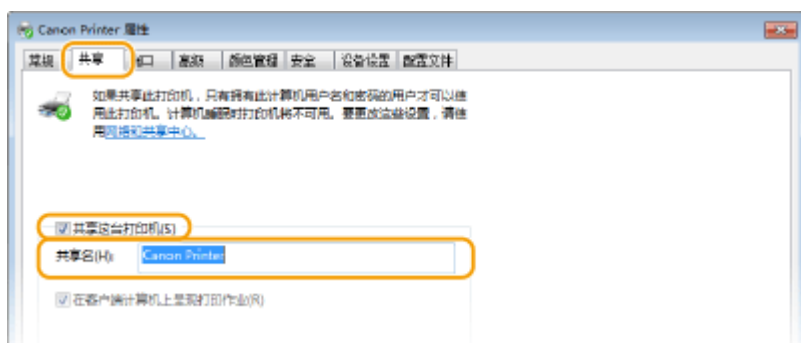 Canon Printer 属性
常规 共享 端口 高级 颜色管理 安全 设备设置 配置文件
如果共享此打印机，只有拥有此计算机用户名和密码的用户才可以使
用此打印机。计算机睡眠时打印机将不可用。要更改这些设置，请使
用网络和共享中心。
共享这台打印机(S)
共享名(H): Canon Printer
在客户端计算机上呈现打印作业(R)